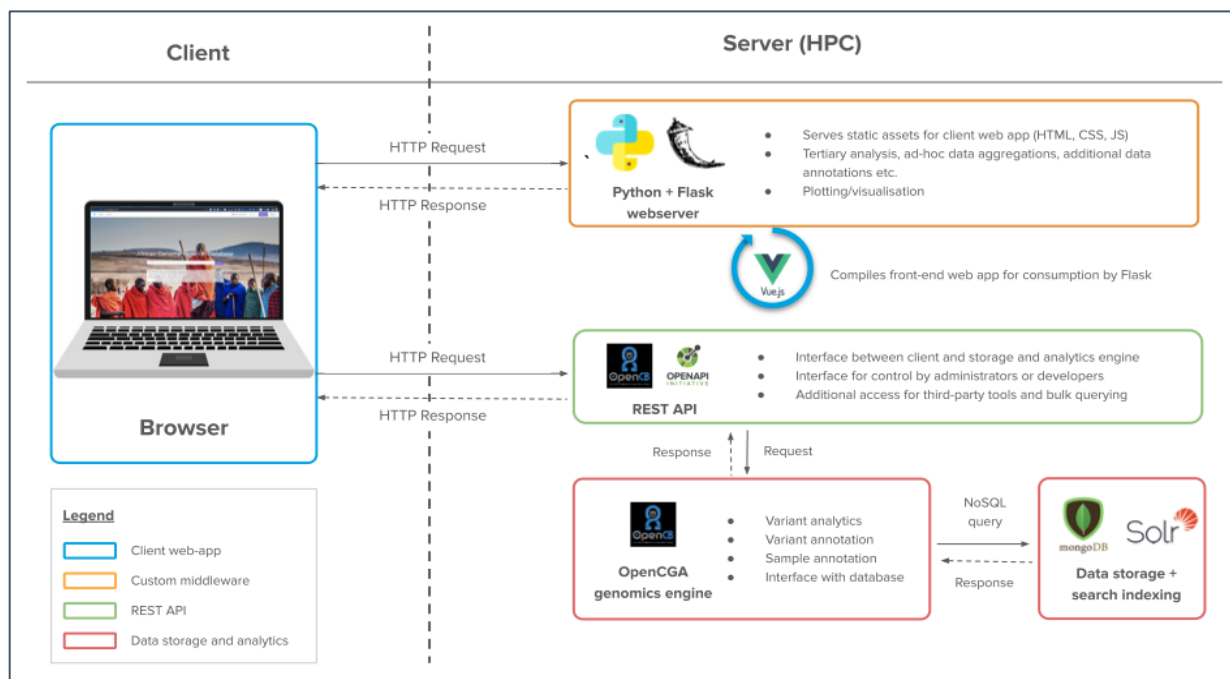 Client
Server (HPC)
HTTP Request
HTTP Response
Python + Flask
webserver
● Serves static assets for client web app (HTML, CSS, JS)
● Tertiary analysis, ad-hoc data aggregations, additional data
annotations etc.
● Plotting/visualisation
Vue.js
Compiles front-end web app for consumption by Flask
Browser
HTTP Request
HTTP Response
OpenCB
OPENAPI
INITIATIVE
REST API
● Interface between client and storage and analytics engine
● Interface for control by administrators or developers
● Additional access for third-party tools and bulk querying
Response
Request
OpenCB
OpenCGA
genomics engine
● Variant analytics
● Variant annotation
● Sample annotation
● Interface with database
NoSQL
query
Response
mongoDB
Solr
Data storage +
search indexing
Legend
Client web-app
Custom middleware
REST API
Data storage and analytics